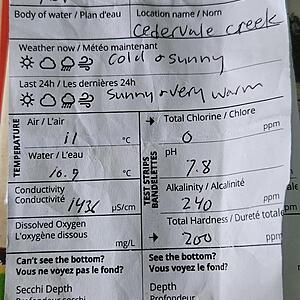 Body of water / Plan d'eau
Location name / Nom
Cedarvale creek
Weather now / Météo maintenant
Cold & sunny
Last 24h / Les dernières 24h
Sunny & very warm
TEMPERATURE
Air / L'air
11 °C
Water / L'eau
10.9 °C
Conductivity
Conductivité
1436 µS/cm
Dissolved Oxygen
L'oxygène dissous
mg/L
TEST STRIPS
BANDELETTES
Total Chlorine / Chlore
0 ppm
pH
7.8
Alkalinity / Alcalinité
240 ppm
Total Hardness / Dureté totale
200 ppm
Can't see the bottom?
Vous ne voyez pas le fond?
Secchi Depth
Profondeur secchi
See the bottom?
Vous voyez le fond?
Depth
Profondeur